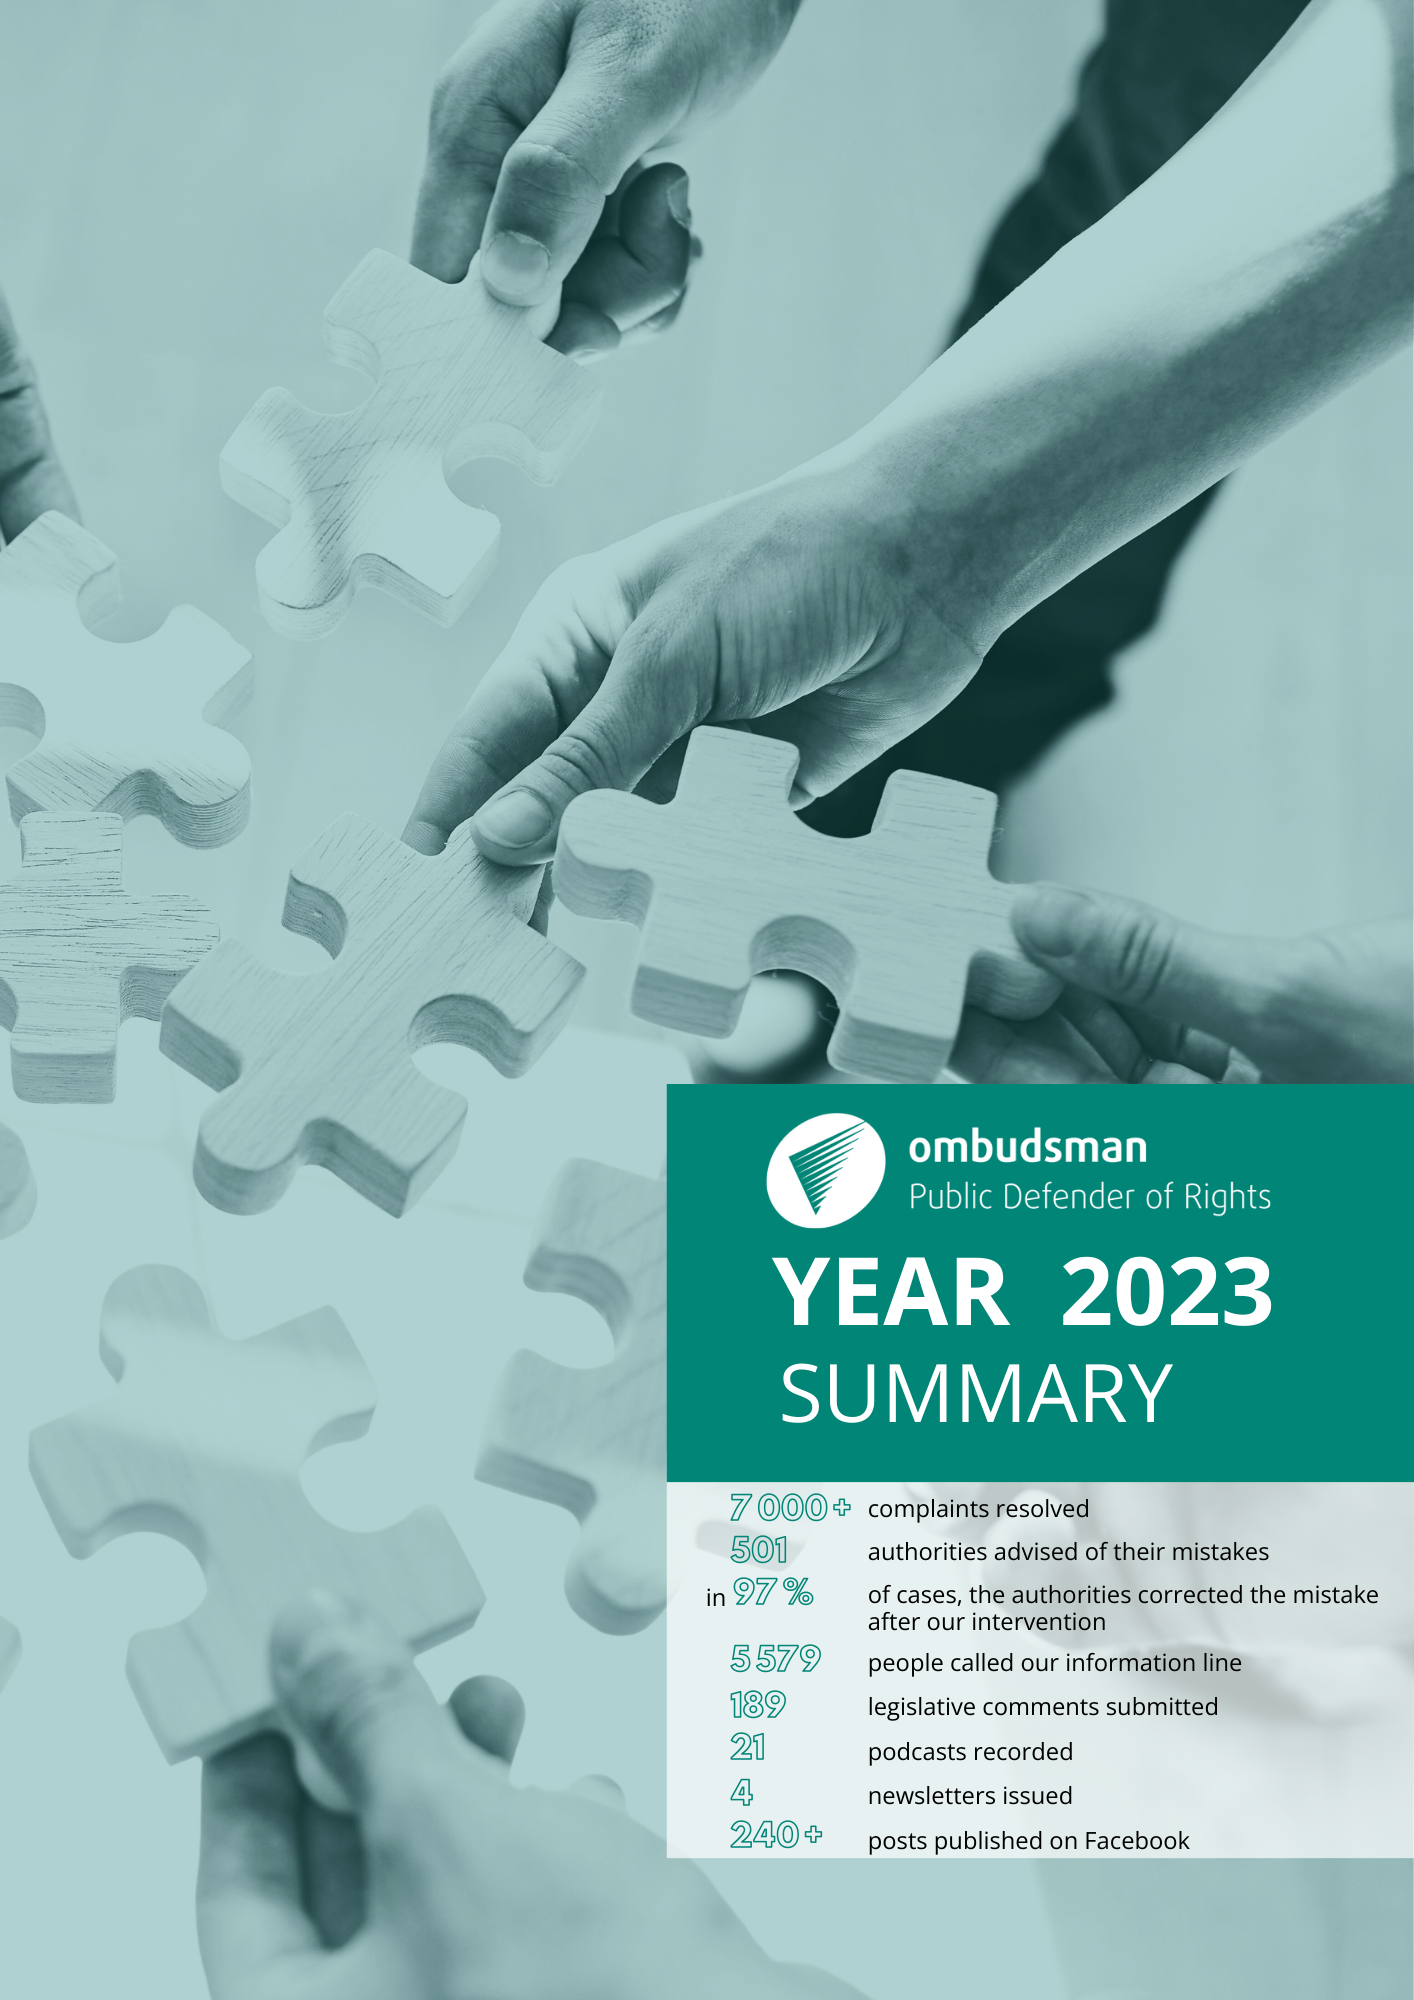 ombudsman
Public Defender of Rights
YEAR 2023
SUMMARY
7 000+ complaints resolved
501 authorities advised of their mistakes
in 97 % of cases, the authorities corrected the mistake
after our intervention
5 579 people called our information line
189 legislative comments submitted
21 podcasts recorded
4 newsletters issued
240+ posts published on Facebook